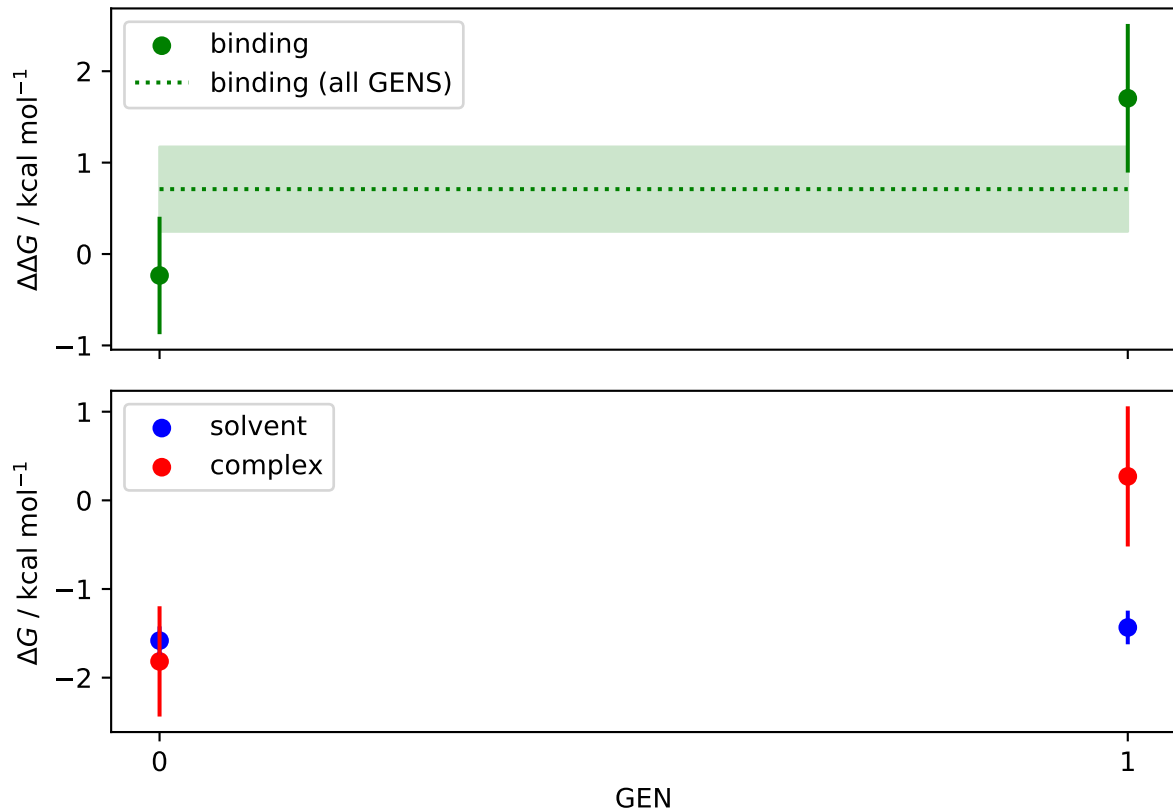 ΔΔG / kcal mol⁻¹
2
1
0
−1
binding
binding (all GENS)
ΔG / kcal mol⁻¹
1
0
−1
−2
solvent
complex
0
1
GEN